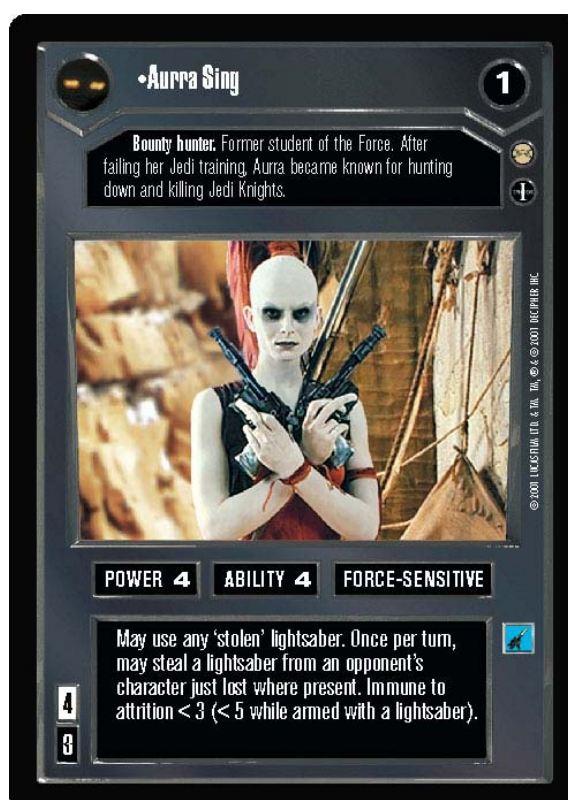 •Aurra Sing
1
Bounty hunter. Former student of the Force. After
failing her Jedi training, Aurra became known for hunting
down and killing Jedi Knights.
I
© 2001 LUCASFILM LTD. & TM. TM, ® & © 2001 DECIPHER INC.
POWER 4
ABILITY 4
FORCE-SENSITIVE
May use any ‘stolen’ lightsaber. Once per turn,
may steal a lightsaber from an opponent’s
character just lost where present. Immune to
attrition < 3 (< 5 while armed with a lightsaber).
4
3